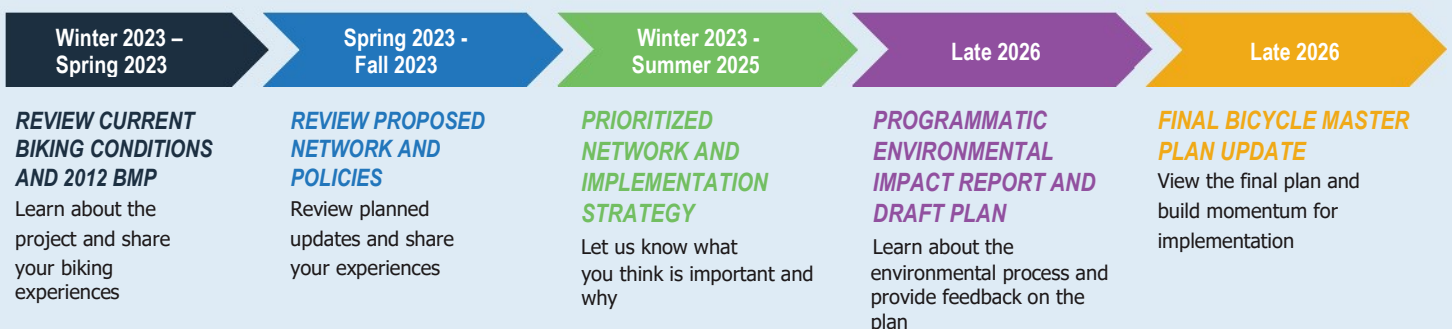 Winter 2023 –
Spring 2023
Spring 2023 -
Fall 2023
Winter 2023 -
Summer 2025
Late 2026
Late 2026
REVIEW CURRENT
BIKING CONDITIONS
AND 2012 BMP
Learn about the
project and share
your biking
experiences
REVIEW PROPOSED
NETWORK AND
POLICIES
Review planned
updates and share
your experiences
PRIORITIZED
NETWORK AND
IMPLEMENTATION
STRATEGY
Let us know what
you think is important and
why
PROGRAMMATIC
ENVIRONMENTAL
IMPACT REPORT AND
DRAFT PLAN
Learn about the
environmental process and
provide feedback on the
plan
FINAL BICYCLE MASTER
PLAN UPDATE
View the final plan and
build momentum for
implementation